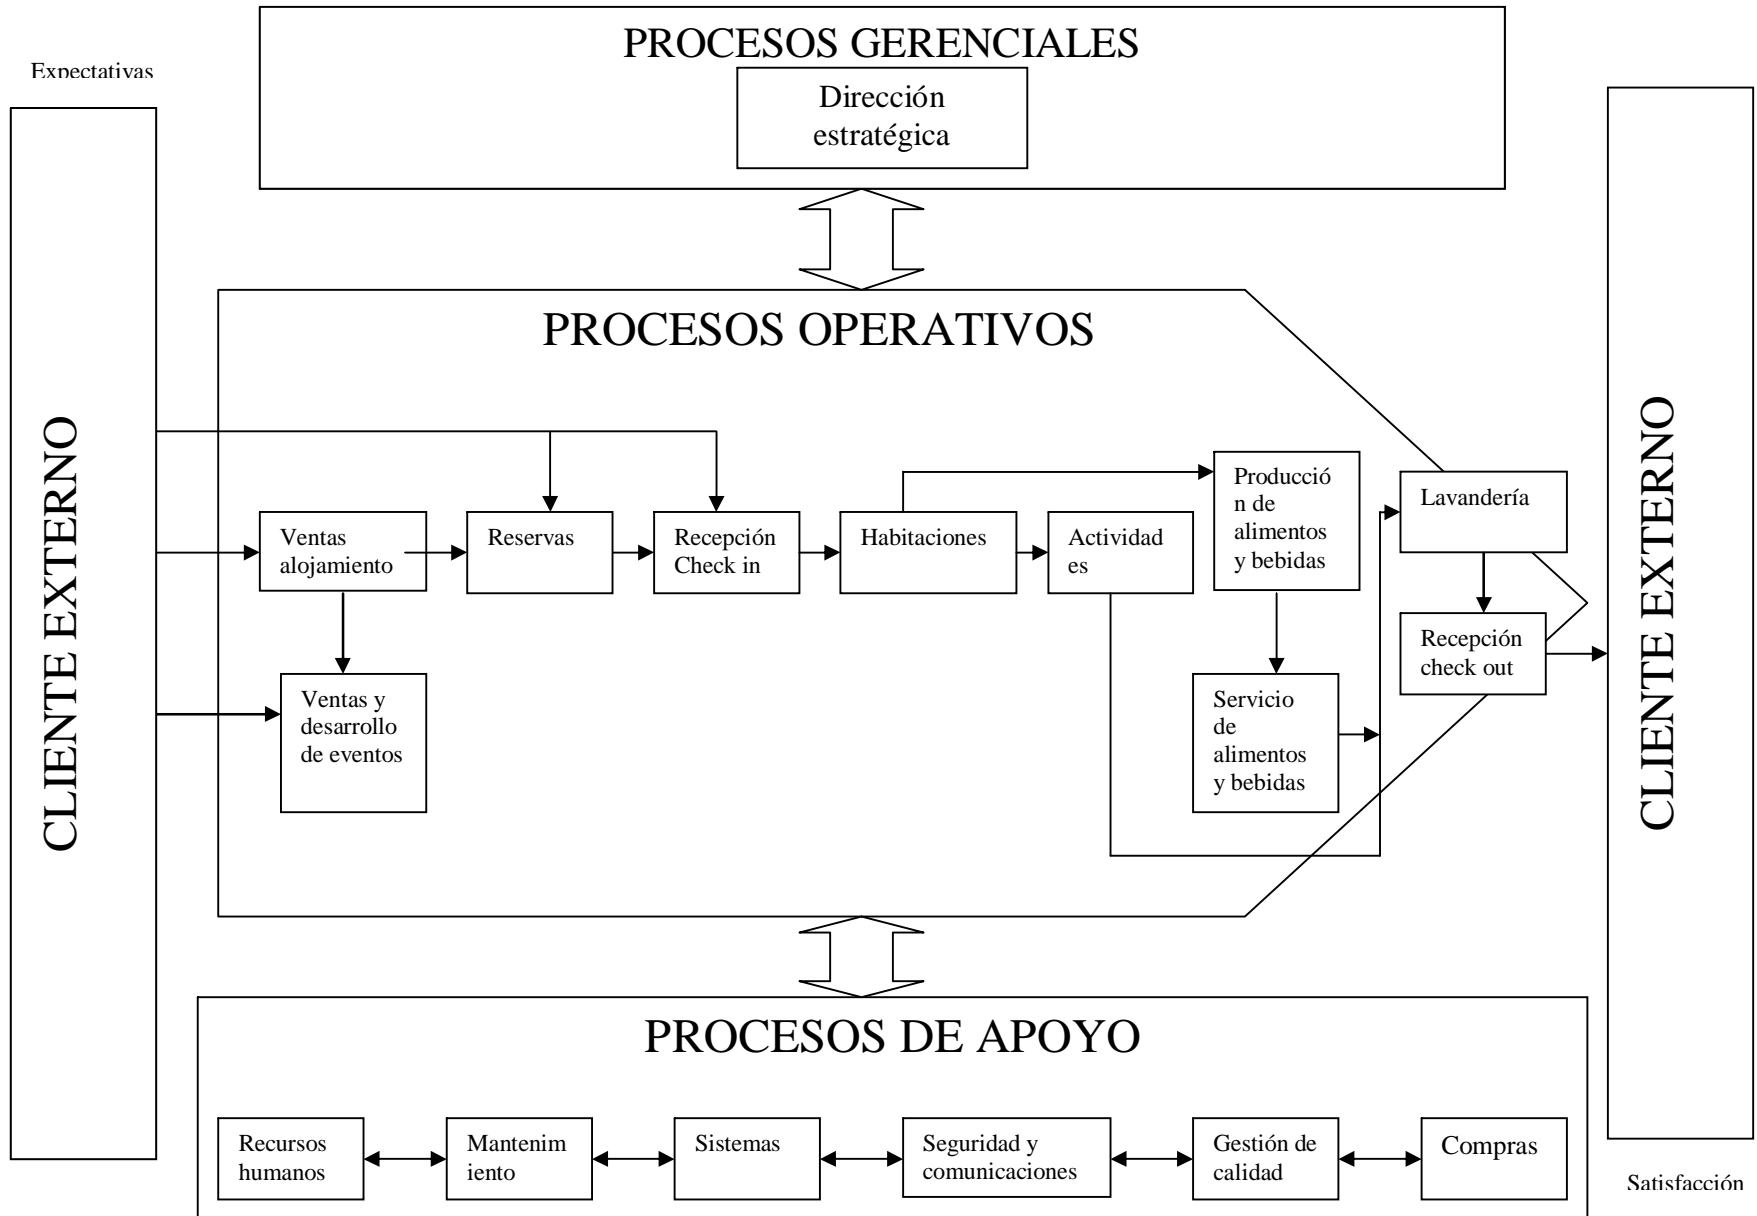 PROCESOS GERENCIALES
Expectativas
Dirección
estratégica
PROCESOS OPERATIVOS
CLIENTE EXTERNO
Ventas
alojamiento
Reservas
Recepción
Check in
Habitaciones
Actividad
es
Producció
n de
alimentos
y bebidas
Lavandería
Ventas y
desarrollo
de eventos
Servicio
de
alimentos
y bebidas
Recepción
check out
CLIENTE EXTERNO
PROCESOS DE APOYO
Recursos
humanos
Mantenim
iento
Sistemas
Seguridad y
comunicaciones
Gestión de
calidad
Compras
Satisfacción